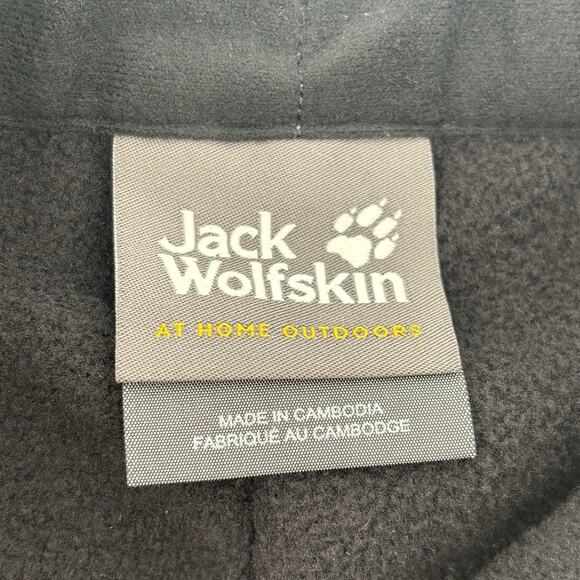 Jack
Wolfskin
AT HOME OUTDOORS
MADE IN CAMBODIA
FABRIQUÉ AU CAMBODGE